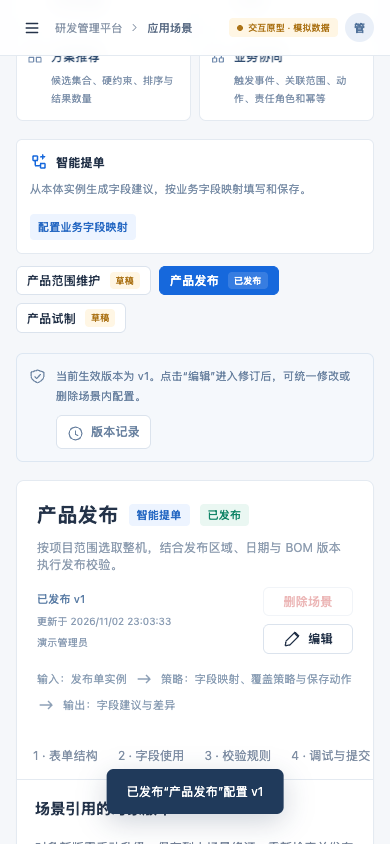 研发管理平台 › 应用场景
交互原型 · 模拟数据
管
方案推荐
候选集合、硬约束、排序与
结果数量
业务协同
触发事件、关联范围、动
作、责任角色和幂等
智能提单
从本体实例生成字段建议，按业务字段映射填写和保存。
配置业务字段映射
产品范围维护 草稿
产品发布 已发布
产品试制 草稿
当前生效版本为 v1。点击“编辑”进入修订后，可统一修改或
删除场景内配置。
版本记录
产品发布 智能提单 已发布
按项目范围选取整机，结合发布区域、日期与 BOM 版本
执行发布校验。
已发布 v1
更新于 2026/11/02 23:03:33
演示管理员
删除场景
编辑
输入：发布单实例 → 策略：字段映射、覆盖策略与保存动作
→ 输出：字段建议与差异
1 · 表单结构 2 · 字段使用 3 · 校验规则 4 · 调试与提交
已发布“产品发布”配置 v1
场景引用的